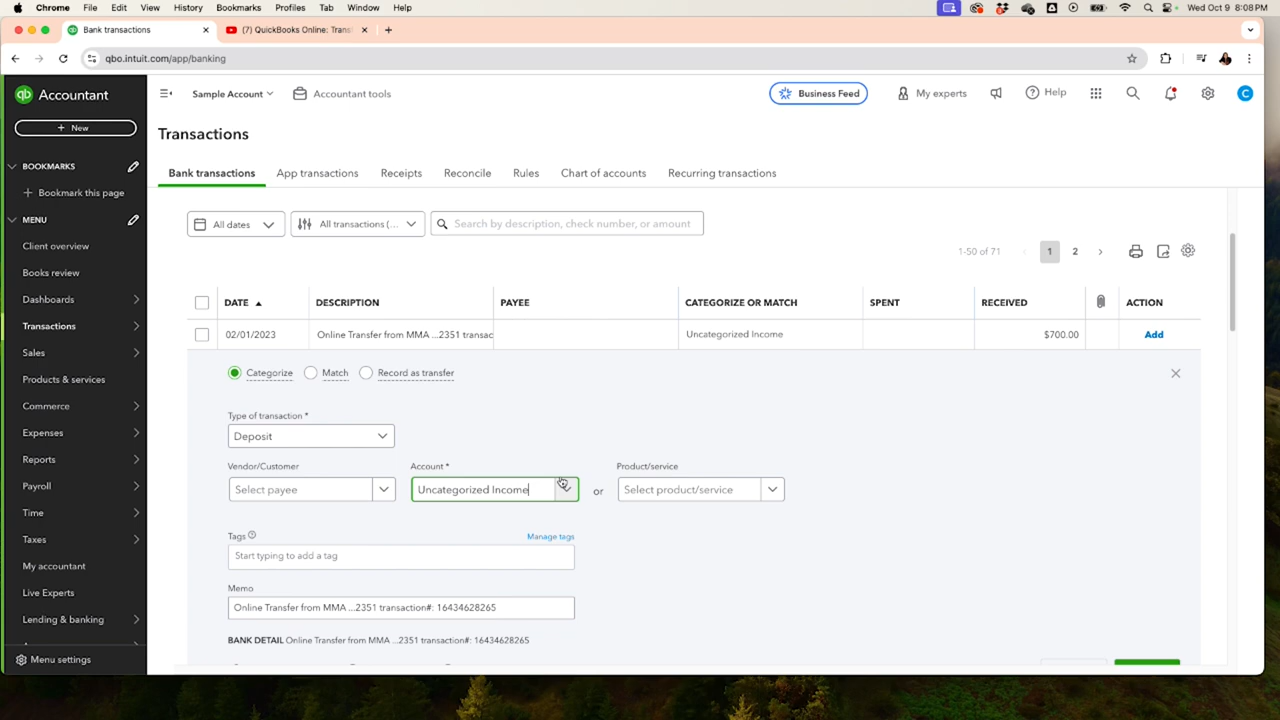 Chrome File Edit View History Bookmarks Profiles Tab Window Help Wed Oct 9 8:08 PM
Bank transactions (7) QuickBooks Online: Trans
qbo.intuit.com/app/banking
qb Accountant
Sample Account Accountant tools Business Feed My experts Help C
+ New
Transactions
BOOKMARKS
Bank transactions App transactions Receipts Reconcile Rules Chart of accounts Recurring transactions
+ Bookmark this page
MENU
All dates All transactions (... Search by description, check number, or amount
Client overview
1-50 of 71 1 2
Books review
Dashboards
DATE DESCRIPTION PAYEE CATEGORIZE OR MATCH SPENT RECEIVED ACTION
Transactions
02/01/2023 Online Transfer from MMA ...2351 transac Uncategorized Income $700.00 Add
Sales
Categorize Match Record as transfer
Products & services
Commerce
Type of transaction *
Expenses
Deposit
Reports
Vendor/Customer Account * Product/service
Payroll
Select payee Uncategorized Income or Select product/service
Time
Taxes
Tags Manage tags
Start typing to add a tag
My accountant
Live Experts
Memo
Online Transfer from MMA ...2351 transaction#: 16434628265
Lending & banking
BANK DETAIL Online Transfer from MMA ...2351 transaction#: 16434628265
Menu settings